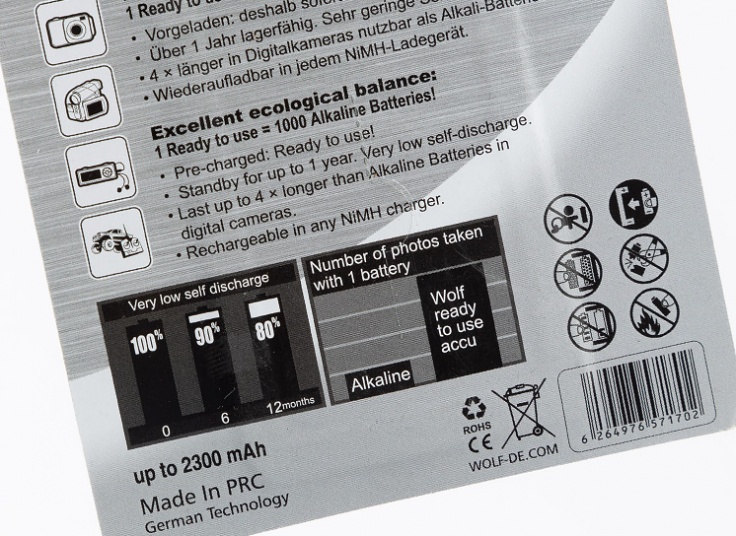 1 Ready to
• Vorgeladen: deshalb
• Über 1 Jahr lagerfähig. Sehr geringe
• 4 × länger in Digitalkameras nutzbar als Alkali-Batterie
• Wiederaufladbar in jedem NiMH-Ladegerät.
Excellent ecological balance:
1 Ready to use = 1000 Alkaline Batteries!
• Pre-charged: Ready to use!
• Standby for up to 1 year. Very low self-discharge.
• Last up to 4 × longer than Alkaline Batteries in
digital cameras.
• Rechargeable in any NiMH charger.
Very low self discharge
100%
90%
80%
0
6
12months
Number of photos taken
with 1 battery
Alkaline
Wolf
ready
to use
accu
up to 2300 mAh
Made In PRC
German Technology
ROHS
CE
WOLF-DE.COM
6 264976 571702